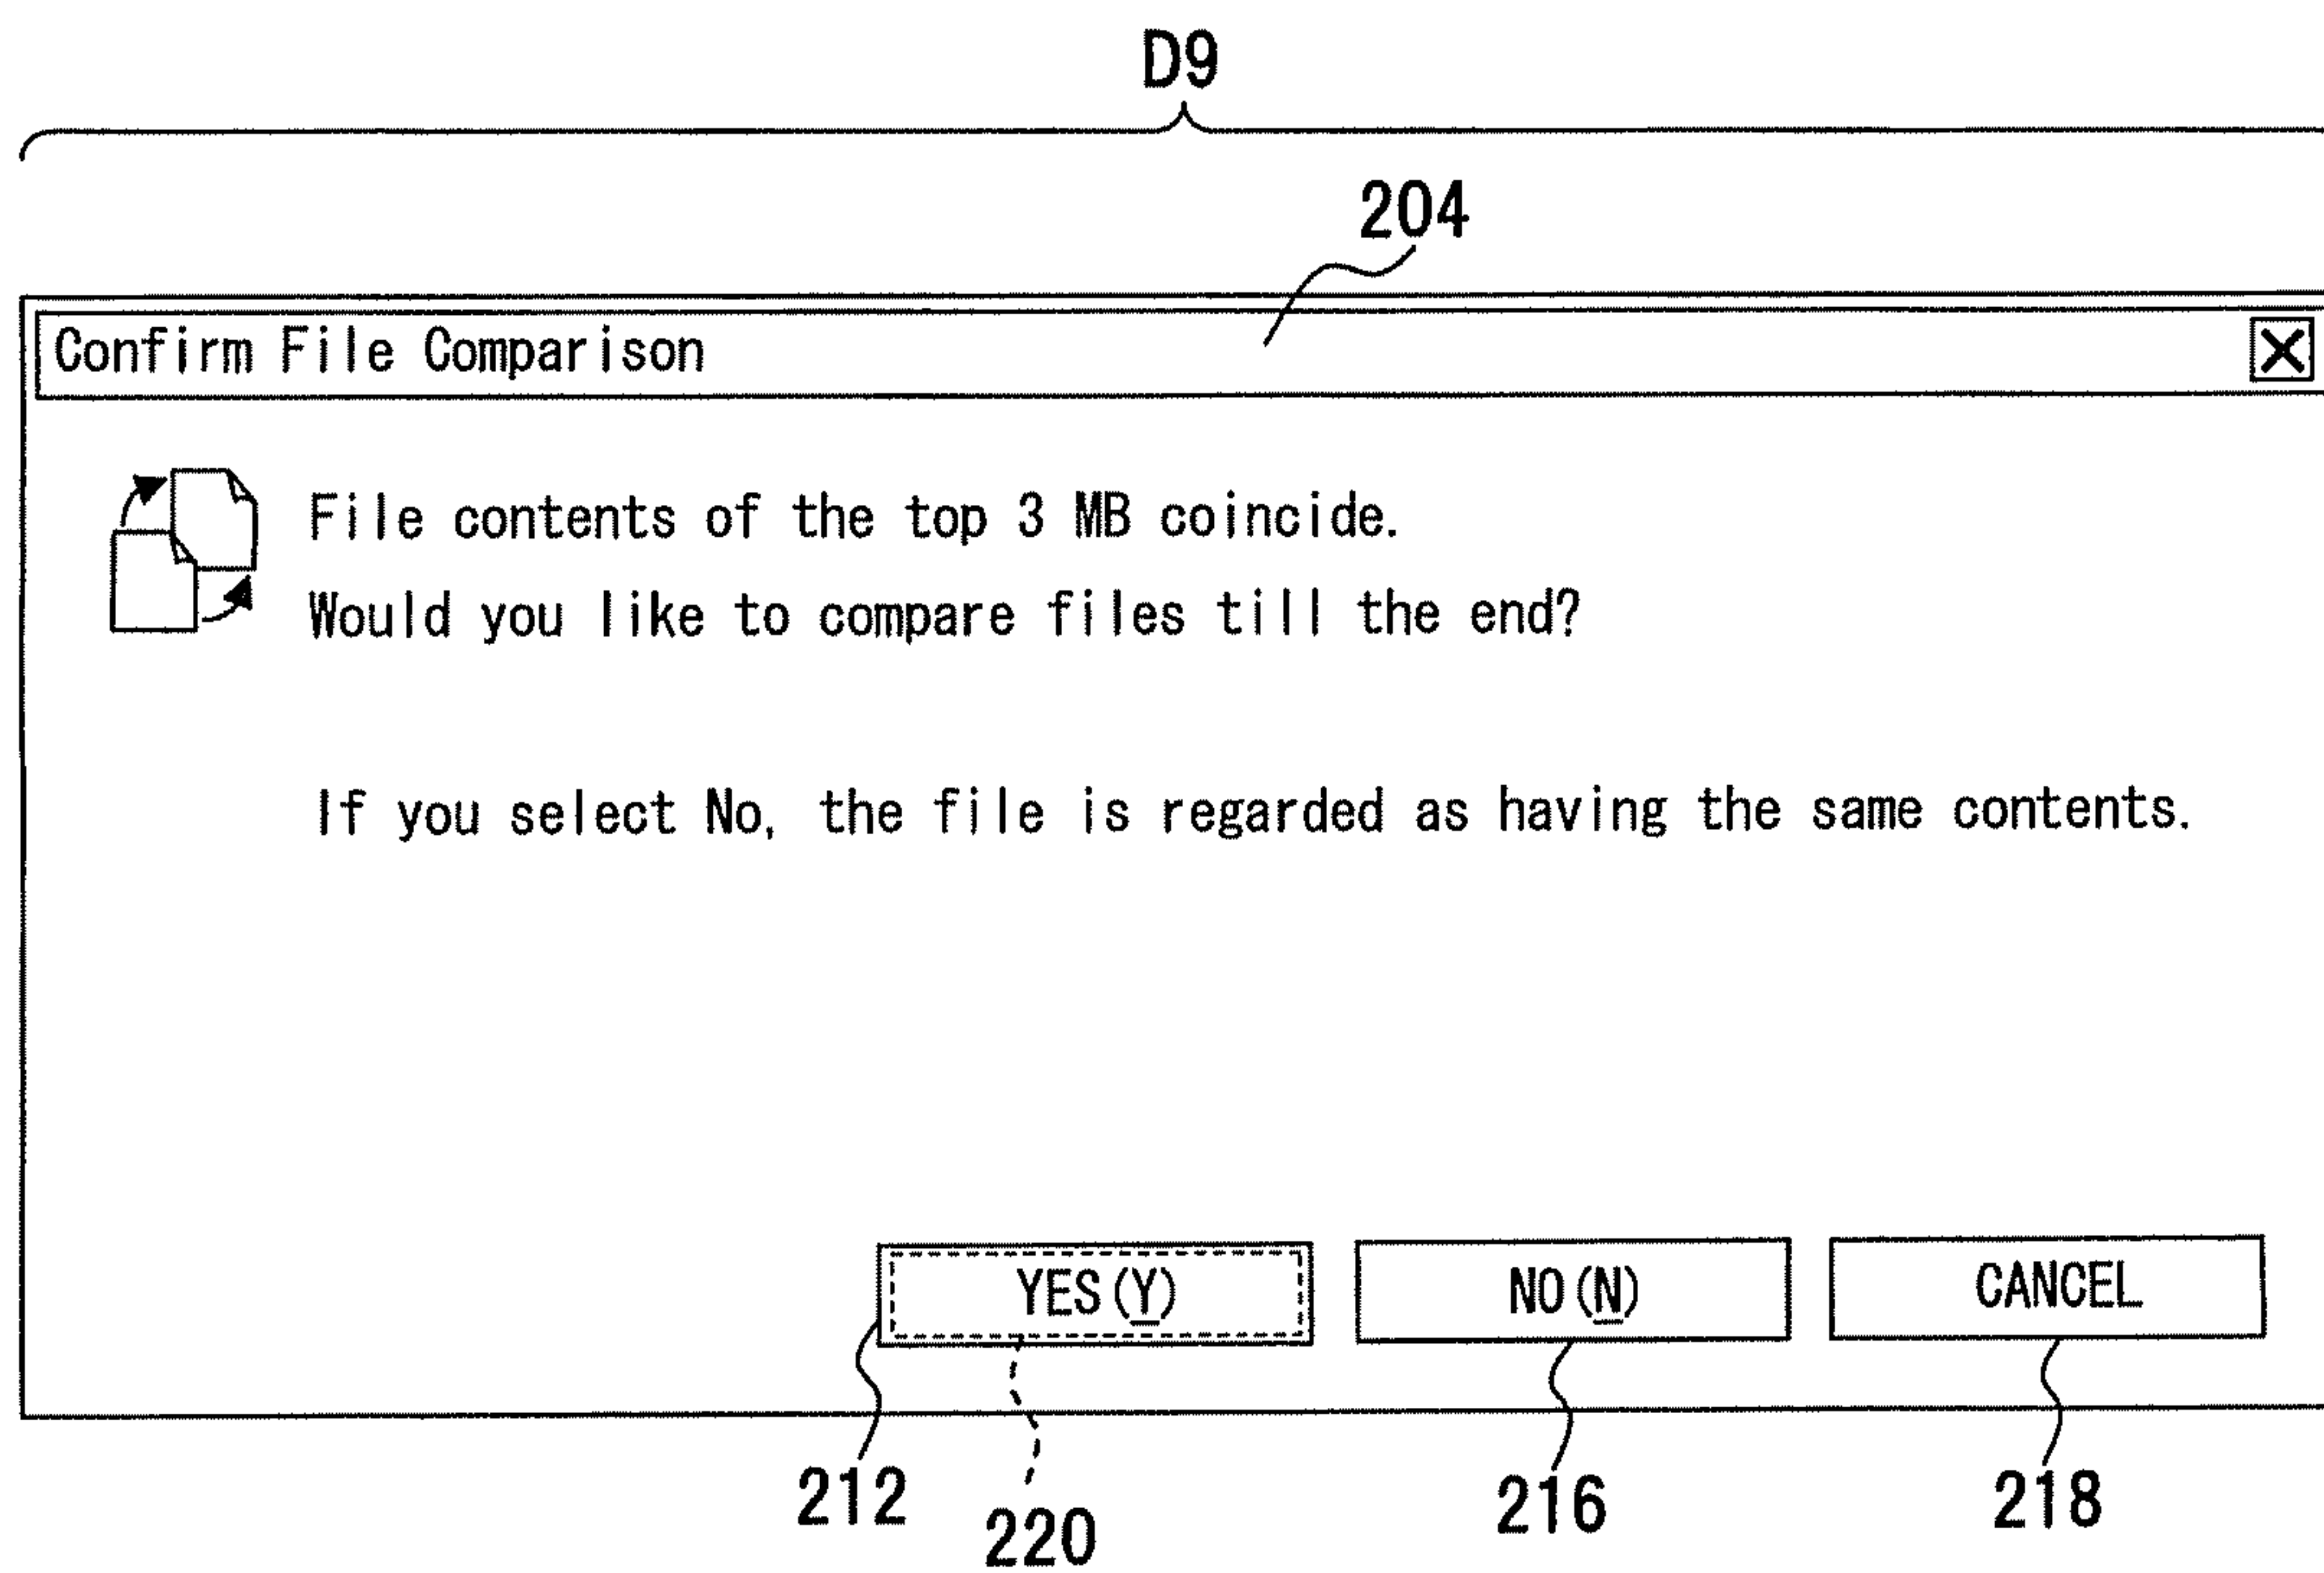 D9
204
Confirm File Comparison
File contents of the top 3 MB coincide.
Would you like to compare files till the end?
If you select No, the file is regarded as having the same contents.
YES(Y) NO(N) CANCEL
212 220 216 218